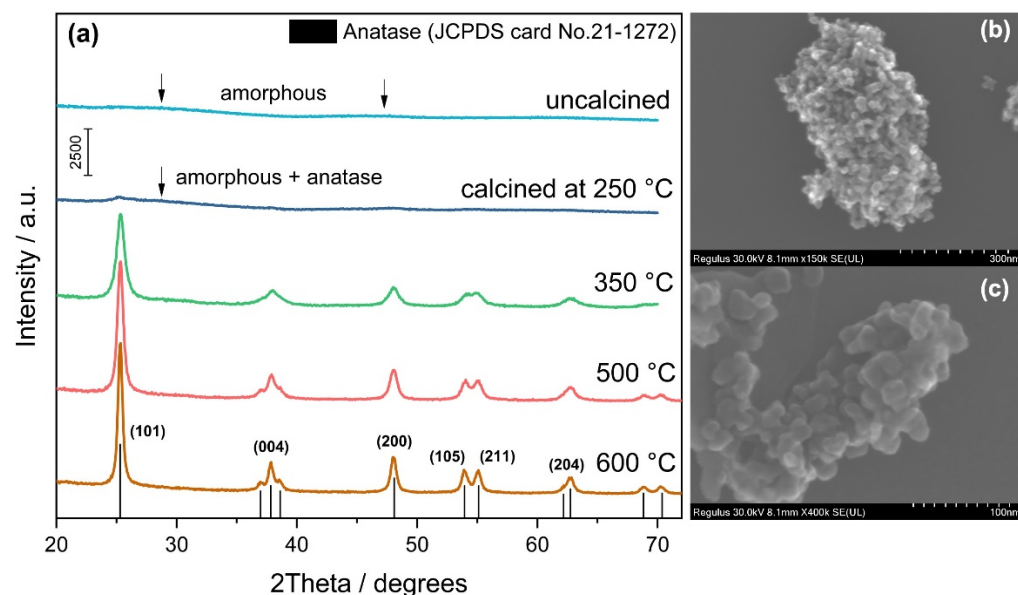 (a)
Anatase (JCPDS card No.21-1272)
amorphous
uncalcined
2500
amorphous + anatase
calcined at 250 °C
350 °C
500 °C
(101)
(004)
(200)
(105)
(211)
(204)
600 °C
Intensity / a.u.
20
30
40
50
60
70
2Theta / degrees
(b)
Regulus 30.0kV 8.1mm x150k SE(UL)
300nm
(c)
Regulus 30.0kV 8.1mm X400k SE(UL)
100nm